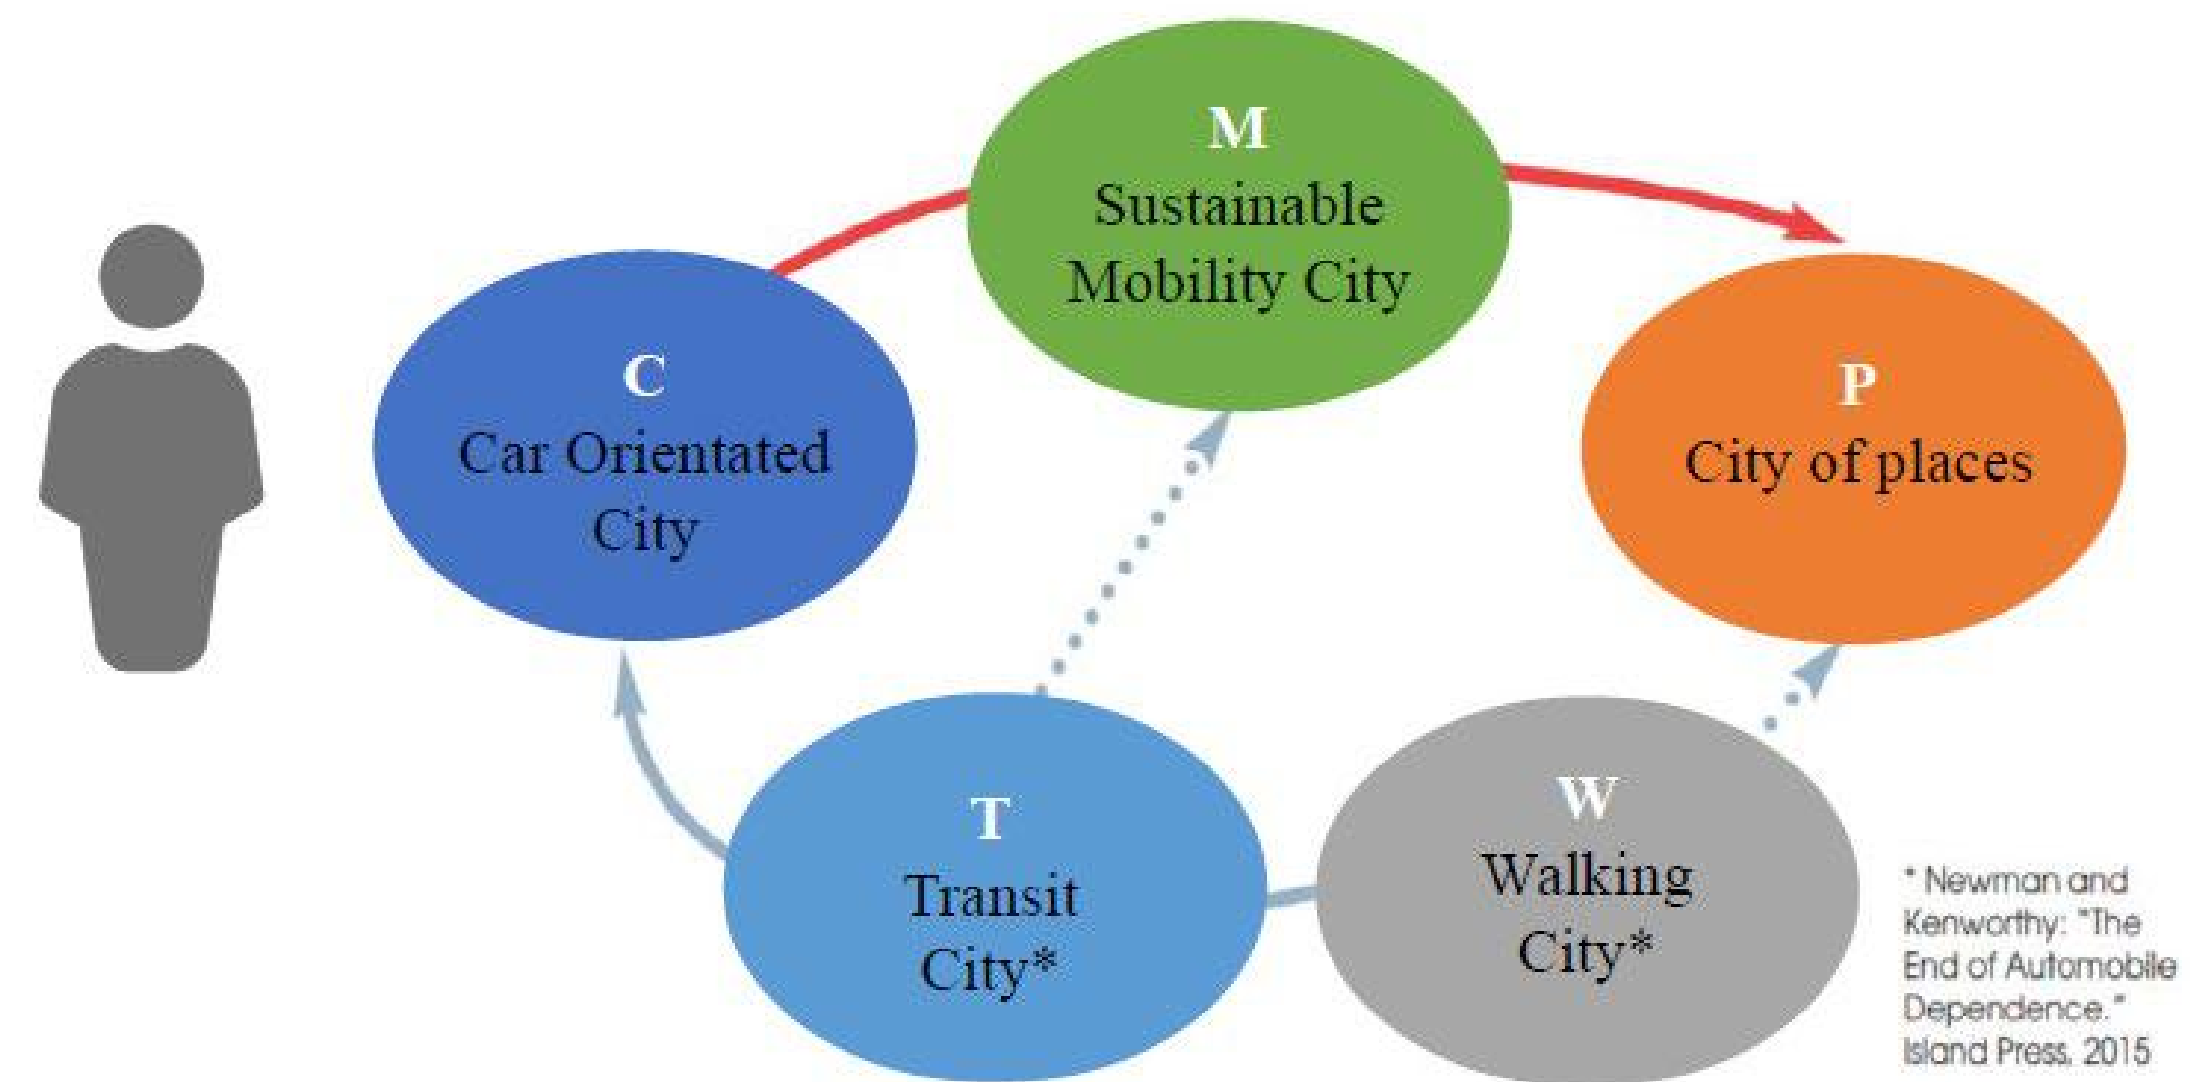 M
Sustainable
Mobility City
C
Car Orientated
City
P
City of places
T
Transit
City*
W
Walking
City*
* Newman and
Kenworthy: "The
End of Automobile
Dependence."
Island Press, 2015